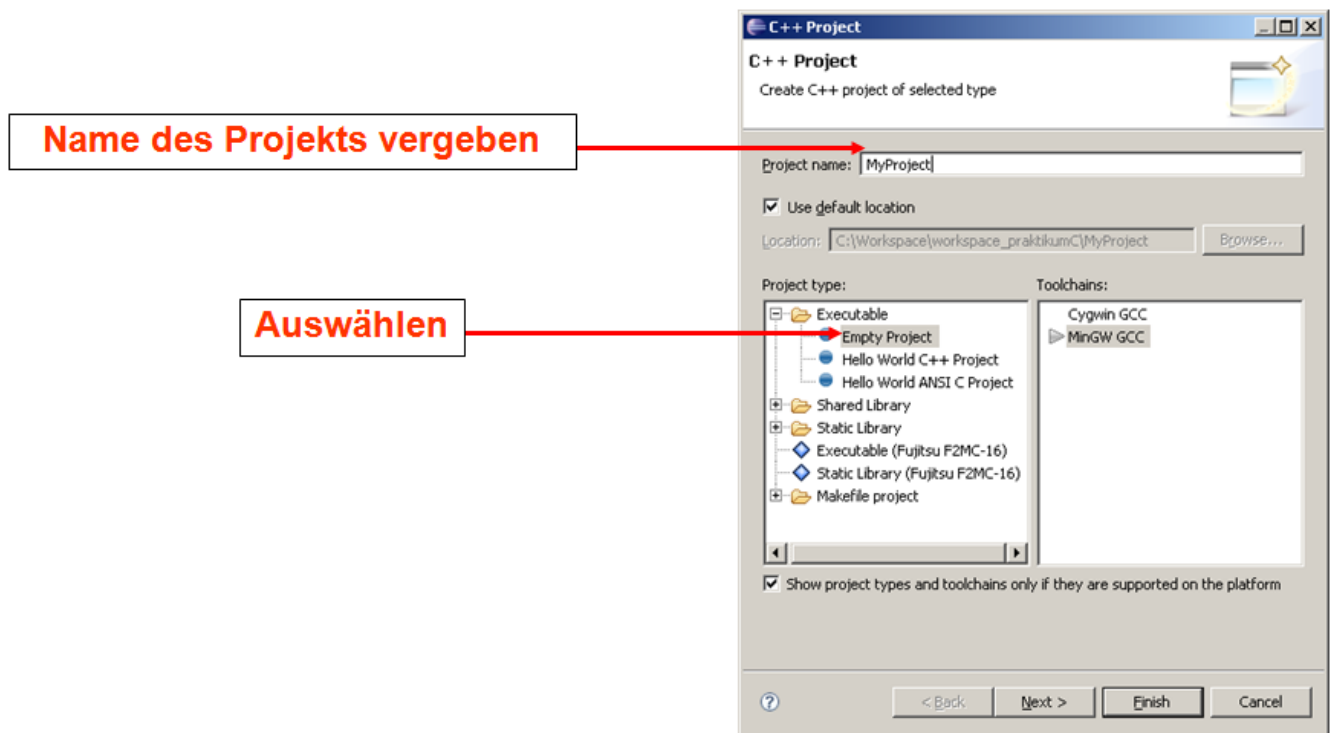 C++ Project
C++ Project
Create C++ project of selected type
Name des Projekts vergeben
Project name: MyProject
Use default location
Location: C:\Workspace\workspace_praktikumC\MyProject Browse...
Project type: Toolchains:
Auswählen
Executable Cygwin GCC
Empty Project MinGW GCC
Hello World C++ Project
Hello World ANSI C Project
Shared Library
Static Library
Executable (Fujitsu F2MC-16)
Static Library (Fujitsu F2MC-16)
Makefile project
Show project types and toolchains only if they are supported on the platform
? < Back Next > Finish Cancel